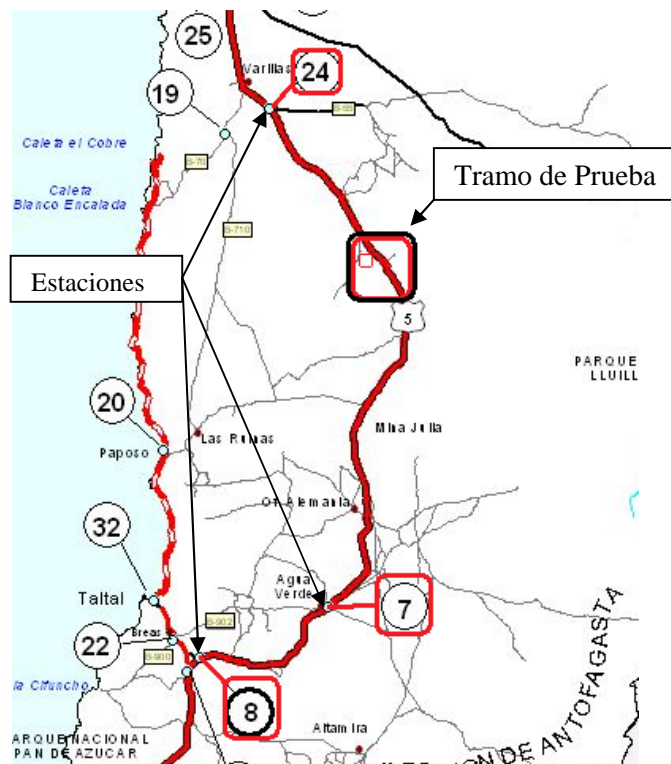 25
Varillas
24
19
B-55
Caleta el Cobre
B-70
Tramo de Prueba
Caleta
Blanco Encalada
B-710
Estaciones
5
PARQUE
LLUILL
20
Mina Julia
Las Ruinas
Paposo
Of. Alemania
32
Agua
Verde
Taltal
7
B-902
Breas
22
B-900
la Cifuncho
8
Altamira
ARQUE NACIONAL
PAN DE AZUCAR
ION DE ANTOFAGASTA